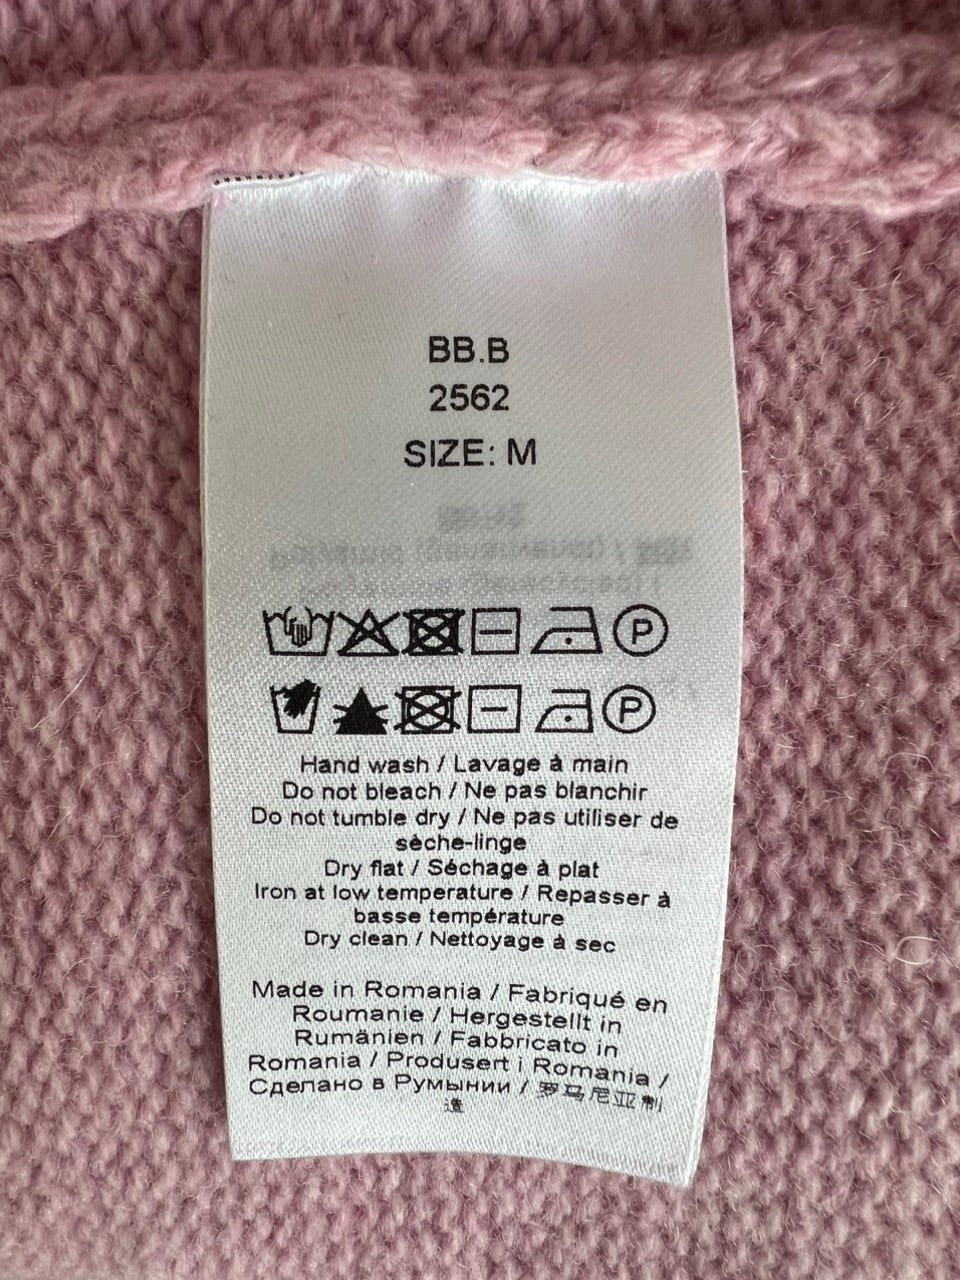 BB.B
2562
SIZE: M
P
P
Hand wash / Lavage à main
Do not bleach / Ne pas blanchir
Do not tumble dry / Ne pas utiliser de
sèche-linge
Dry flat / Séchage à plat
Iron at low temperature / Repasser à
basse température
Dry clean / Nettoyage à sec
Made in Romania / Fabriqué en
Roumanie / Hergestellt in
Rumänien / Fabbricato in
Romania / Produsert i Romania /
Сделано в Румынии / 罗马尼亚制
造